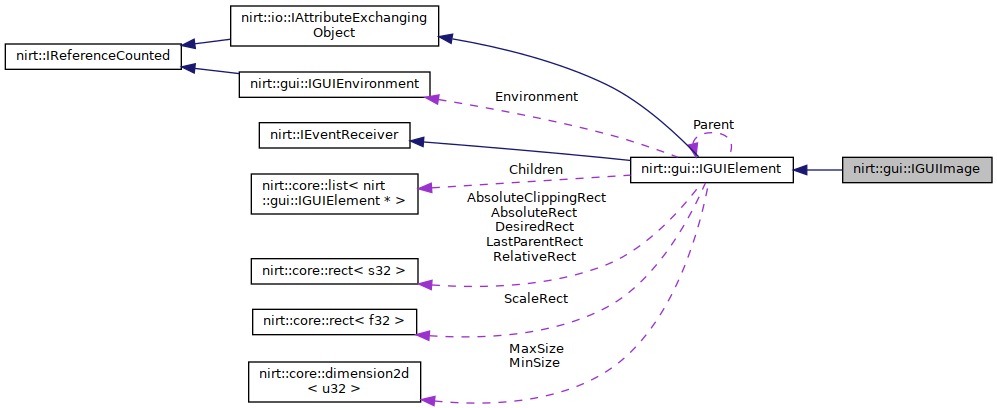 nirt::io::IAttributeExchanging
Object
nirt::IReferenceCounted
nirt::gui::IGUIEnvironment
Environment
nirt::IEventReceiver
Parent
nirt::gui::IGUIElement
nirt::gui::IGUIImage
Children
nirt::core::list< nirt
::gui::IGUIElement * >
AbsoluteClippingRect
AbsoluteRect
DesiredRect
LastParentRect
RelativeRect
nirt::core::rect< s32 >
ScaleRect
nirt::core::rect< f32 >
MaxSize
MinSize
nirt::core::dimension2d
< u32 >